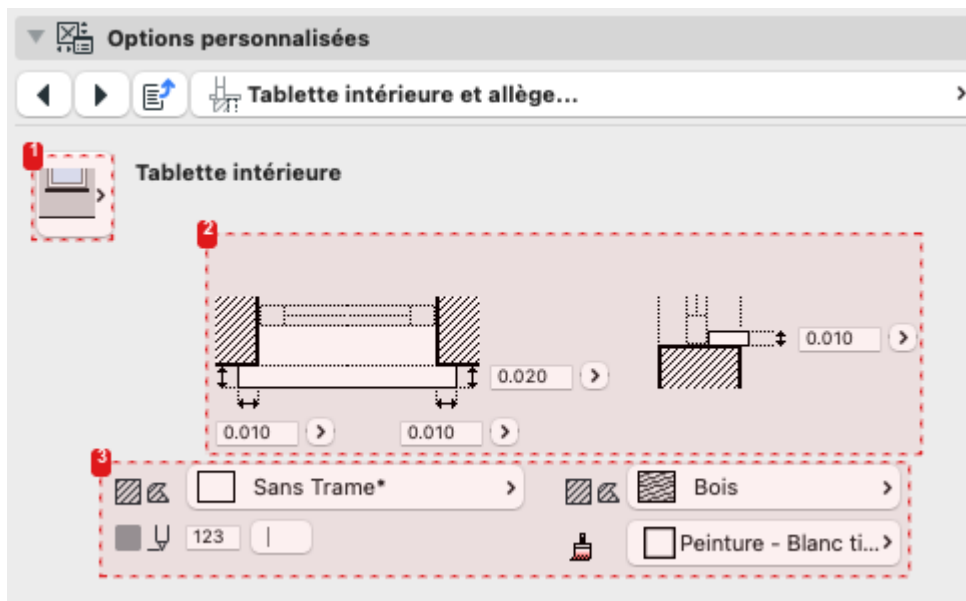 Options personnalisées
Tablette intérieure et allège...
1
Tablette intérieure
2
0.010
0.020
0.010
0.010
3
Sans Trame*
Bois
123
Peinture - Blanc ti...